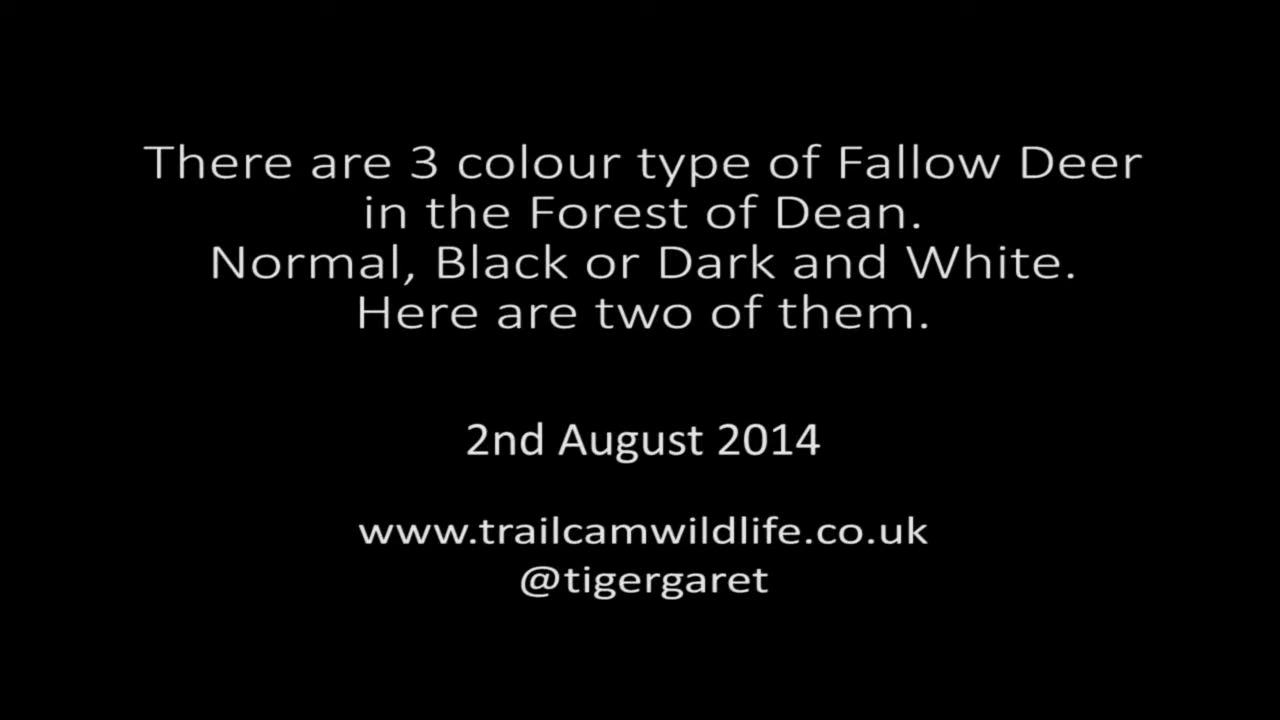 There are 3 colour type of Fallow Deer
in the Forest of Dean.
Normal, Black or Dark and White.
Here are two of them.
2nd August 2014
www.trailcamwildlife.co.uk
@tigergaret